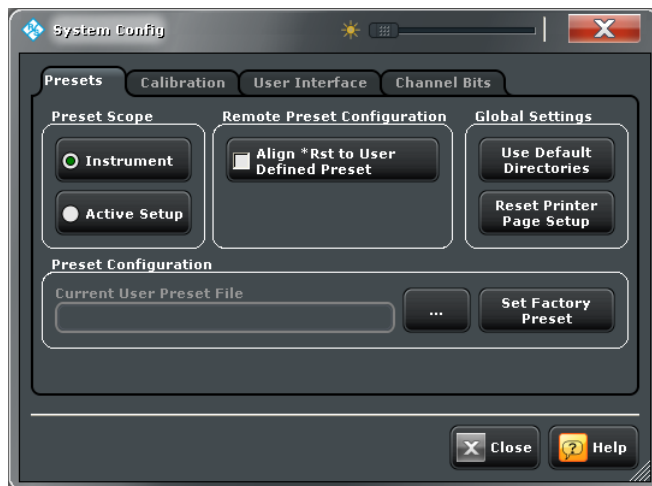 System Config
X
Presets
Calibration
User Interface
Channel Bits
Preset Scope
Instrument
Active Setup
Remote Preset Configuration
Align *Rst to User
Defined Preset
Global Settings
Use Default
Directories
Reset Printer
Page Setup
Preset Configuration
Current User Preset File
...
Set Factory
Preset
X Close
? Help